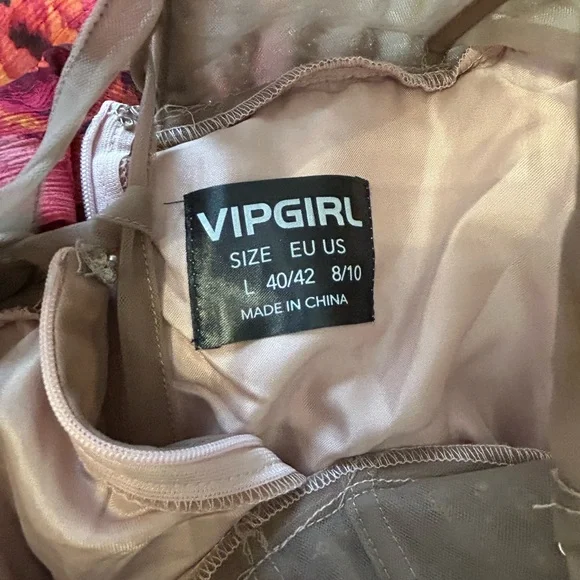 VIPGIRL
SIZE EU US
L 40/42 8/10
MADE IN CHINA